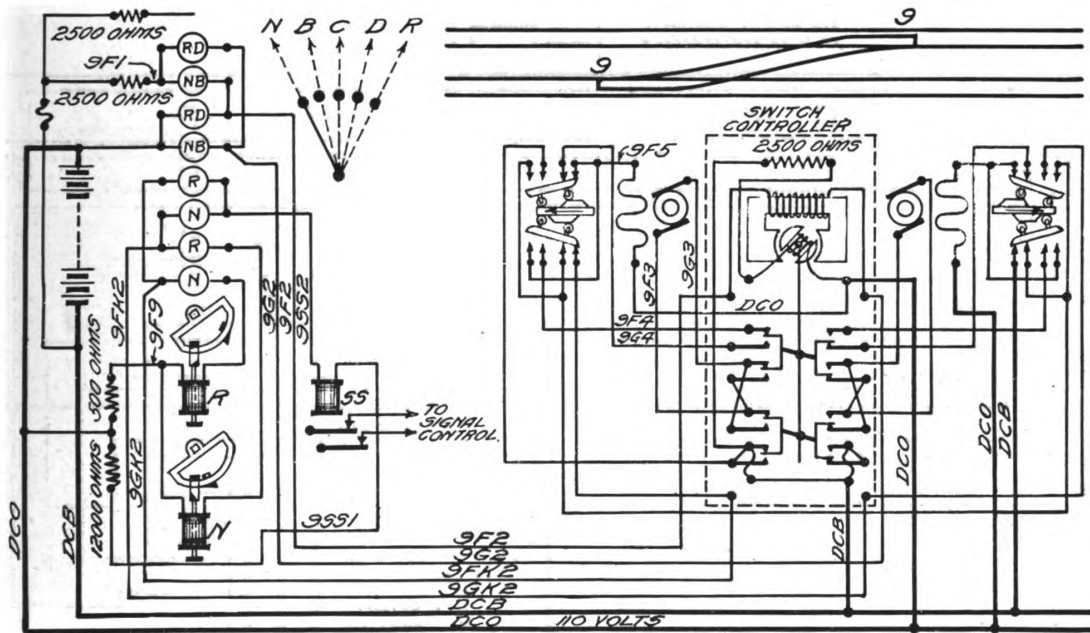 2500 OHMS
9F1
2500 OHMS
RD
NB
RD
NB
R
N
R
N
N B C D R
9
9
SWITCH
CONTROLLER
2500 OHMS
9F5
9F3
9G3
DCO
9F4
9G4
9G2
9F2
9SS2
9FK2
9F9
500 OHMS
12000 OHMS
9GK2
R
N
SS
TO
SIGNAL
CONTROL.
9SS1
DCO
DCB
DCO
DCO
DCB
DCB
9F2
9G2
9FK2
9GK2
DCB
DCO 110 VOLTS